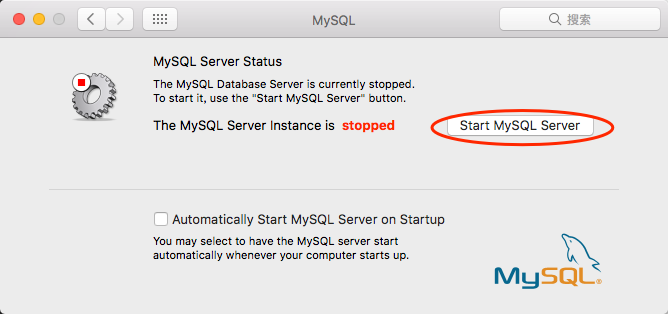 MySQL
搜索
MySQL Server Status
The MySQL Database Server is currently stopped.
To start it, use the "Start MySQL Server" button.
The MySQL Server Instance is stopped
Start MySQL Server
Automatically Start MySQL Server on Startup
You may select to have the MySQL server start
automatically whenever your computer starts up.
MySQL®